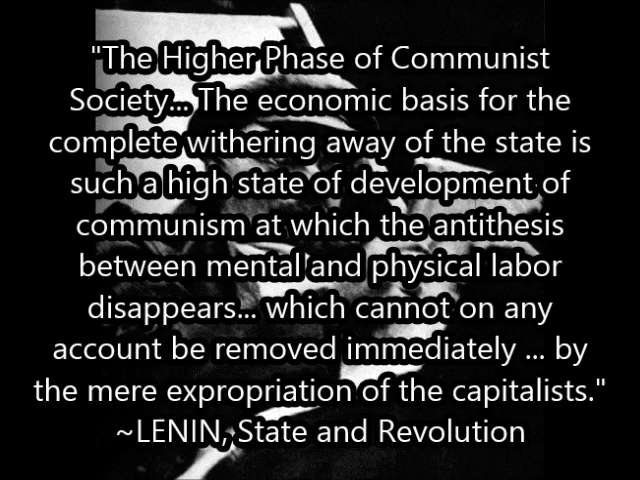 "The Higher Phase of Communist
Society... The economic basis for the
complete withering away of the state is
such a high state of development of
communism at which the antithesis
between mental and physical labor
disappears... which cannot on any
account be removed immediately ... by
the mere expropriation of the capitalists."
~LENIN, State and Revolution